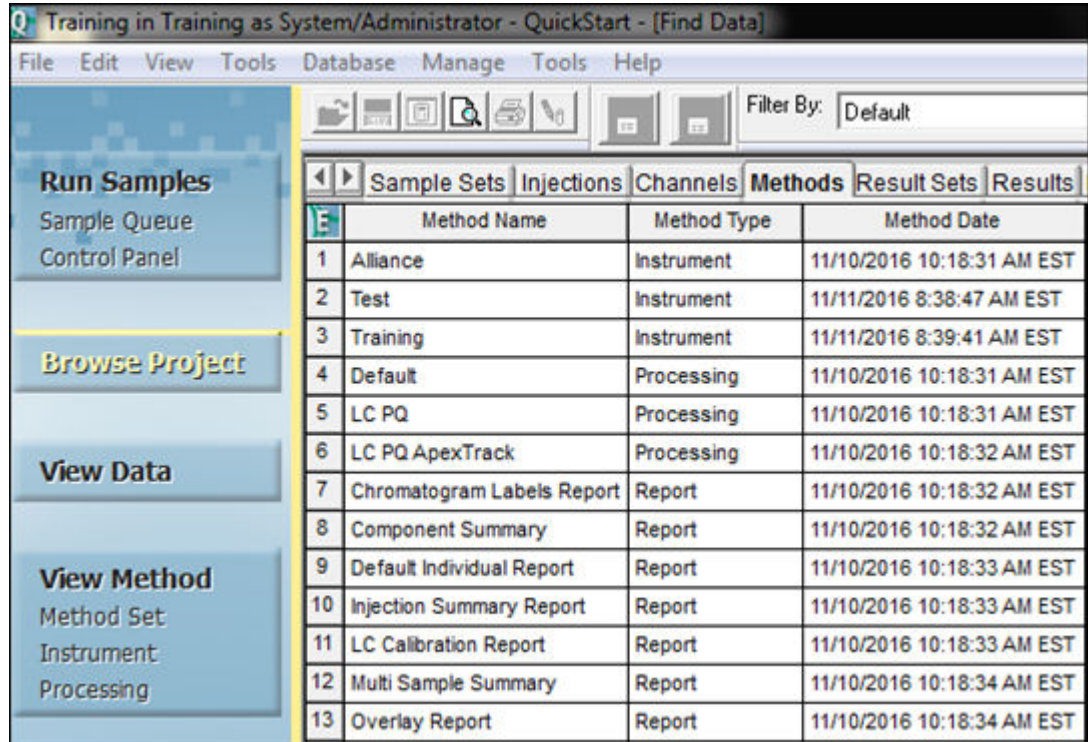 Training in Training as System/Administrator - QuickStart - [Find Data]
File Edit View Tools Database Manage Tools Help
Filter By: Default
Run Samples
Sample Queue
Control Panel
Browse Project
View Data
View Method
Method Set
Instrument
Processing
Sample Sets Injections Channels Methods Result Sets Results
Method Name Method Type Method Date
1 Alliance Instrument 11/10/2016 10:18:31 AM EST
2 Test Instrument 11/11/2016 8:38:47 AM EST
3 Training Instrument 11/11/2016 8:39:41 AM EST
4 Default Processing 11/10/2016 10:18:31 AM EST
5 LC PQ Processing 11/10/2016 10:18:31 AM EST
6 LC PQ ApexTrack Processing 11/10/2016 10:18:32 AM EST
7 Chromatogram Labels Report Report 11/10/2016 10:18:32 AM EST
8 Component Summary Report 11/10/2016 10:18:32 AM EST
9 Default Individual Report Report 11/10/2016 10:18:33 AM EST
10 Injection Summary Report Report 11/10/2016 10:18:33 AM EST
11 LC Calibration Report Report 11/10/2016 10:18:33 AM EST
12 Multi Sample Summary Report 11/10/2016 10:18:34 AM EST
13 Overlay Report Report 11/10/2016 10:18:34 AM EST